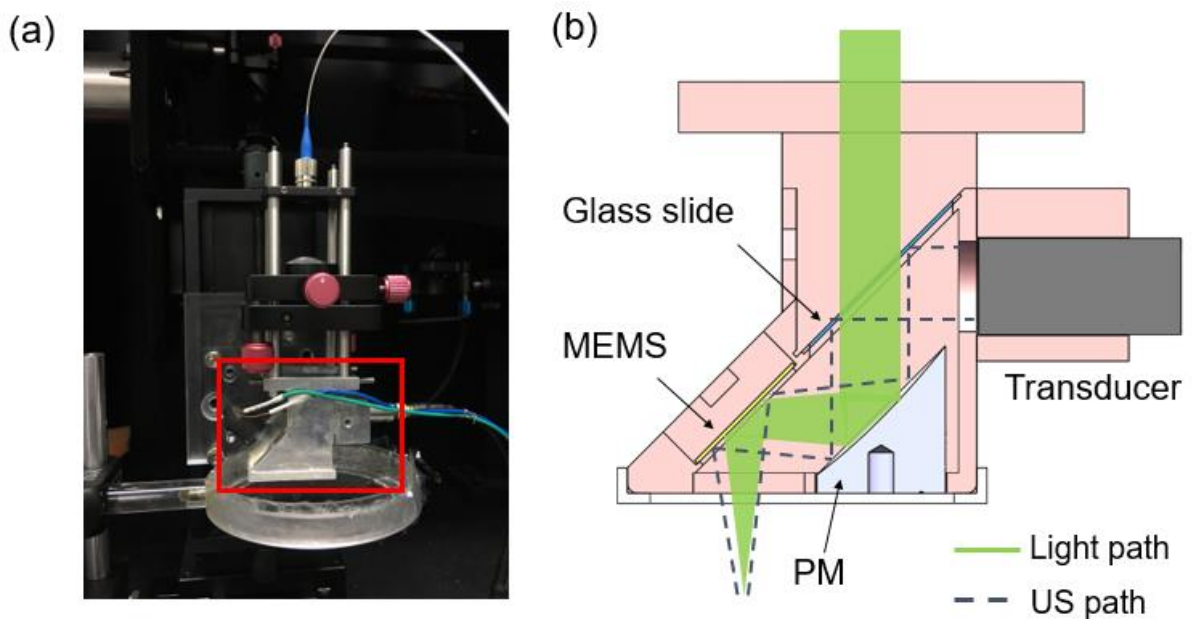 (a)
(b)
Glass slide
MEMS
Transducer
PM
Light path
US path